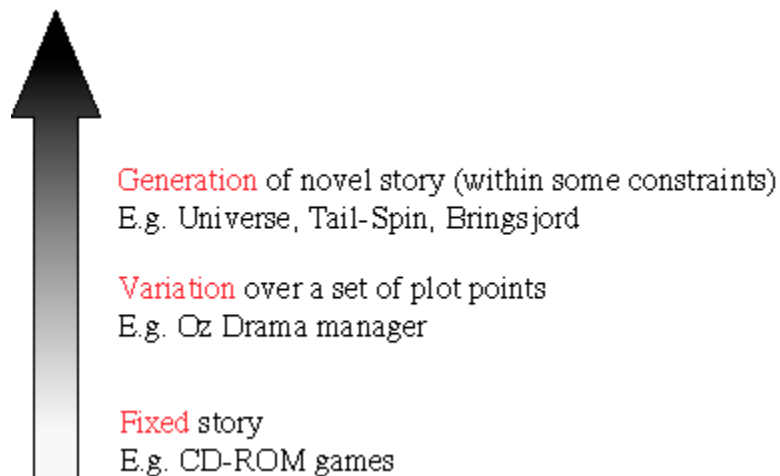 Generation of novel story (within some constraints)
E.g. Universe, Tail-Spin, Bringsjord
Variation over a set of plot points
E.g. Oz Drama manager
Fixed story
E.g. CD-ROM games